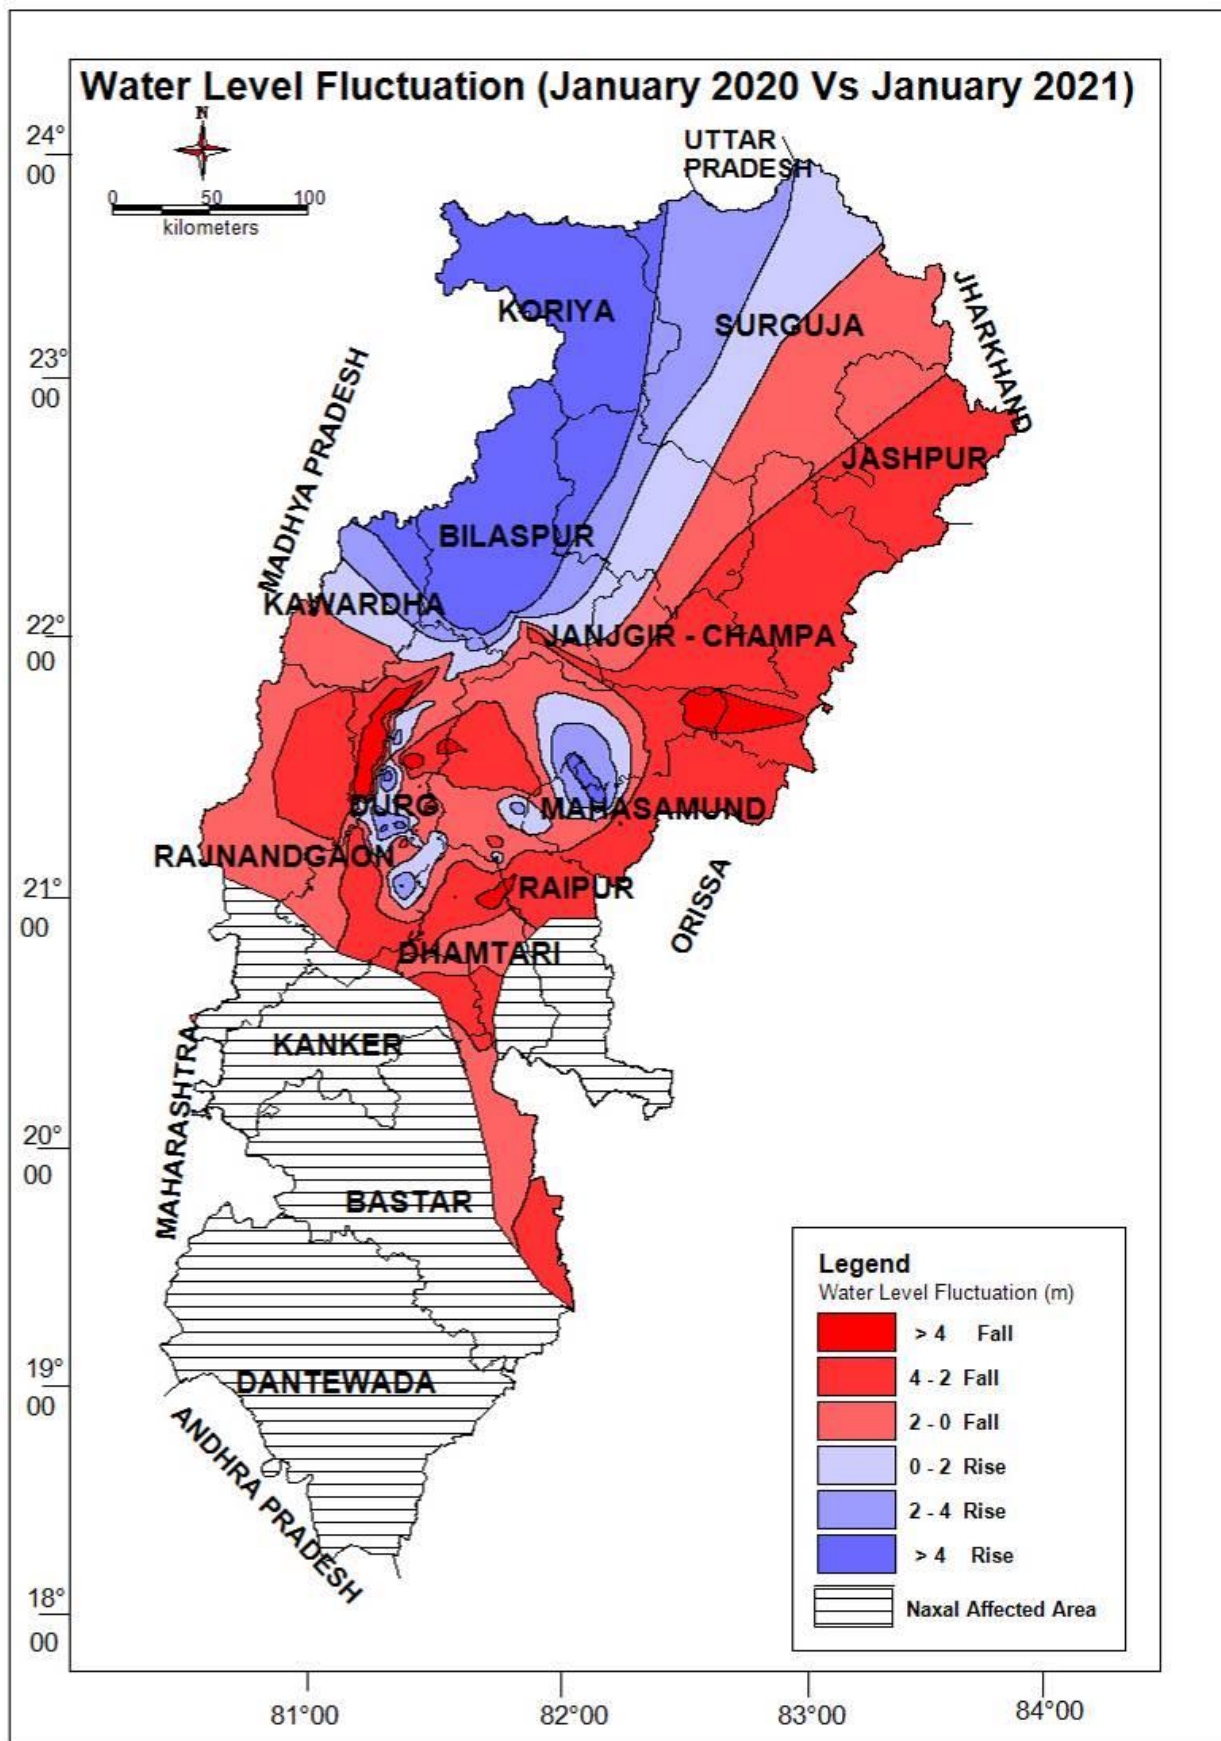 Water Level Fluctuation (January 2020 Vs January 2021)
N
0 50 100
kilometers
24°
00
23°
00
22°
00
21°
00
20°
00
19°
00
18°
00
UTTAR
PRADESH
JHARKHAND
MADHYA PRADESH
KORIYA
SURGUJA
JASHPUR
BILASPUR
KAWARDHA
JANJGIR - CHAMPA
DURG
MAHASAMUND
RAJNANDGAON
RAIPUR
ORISSA
DHAMTARI
KANKER
MAHARASHTRA
BASTAR
DANTEWADA
ANDHRA PRADESH
Legend
Water Level Fluctuation (m)
> 4 Fall
4 - 2 Fall
2 - 0 Fall
0 - 2 Rise
2 - 4 Rise
> 4 Rise
Naxal Affected Area
81°00 82°00 83°00 84°00